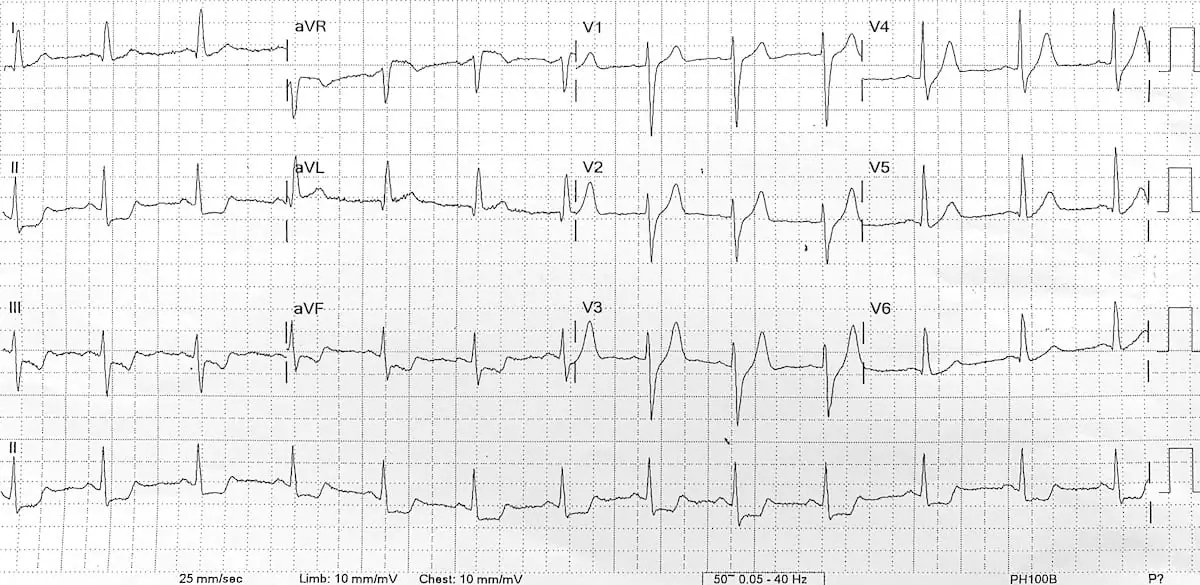 I aVR V1 V4
II aVL V2 V5
III aVF V3 V6
II
25 mm/sec Limb: 10 mm/mV Chest: 10 mm/mV 50~ 0.05 - 40 Hz PH100B P?